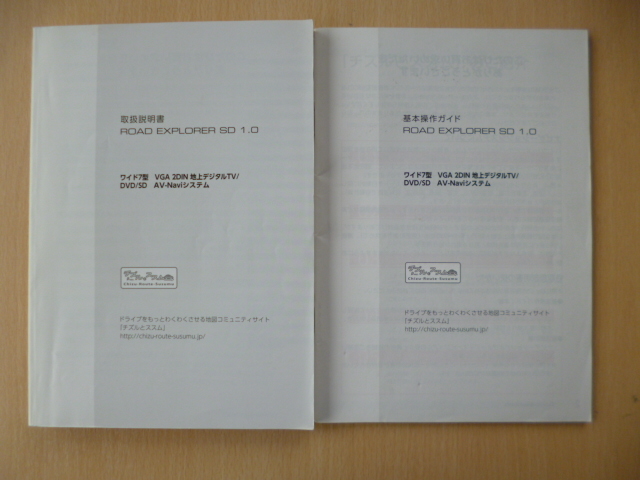 取扱説明書
ROAD EXPLORER SD 1.0
ワイド7型 VGA 2DIN 地上デジタルTV/
DVD/SD AV-Naviシステム
Chizu-Route-Susumu
ドライブをもっとわくわくさせる地図コミュニティサイト
「チズルとススム」
http://chizu-route-susumu.jp/
基本操作ガイド
ROAD EXPLORER SD 1.0
ワイド7型 VGA 2DIN 地上デジタルTV/
DVD/SD AV-Naviシステム
Chizu-Route-Susumu
ドライブをもっとわくわくさせる地図コミュニティサイト
「チズルとススム」
http://chizu-route-susumu.jp/